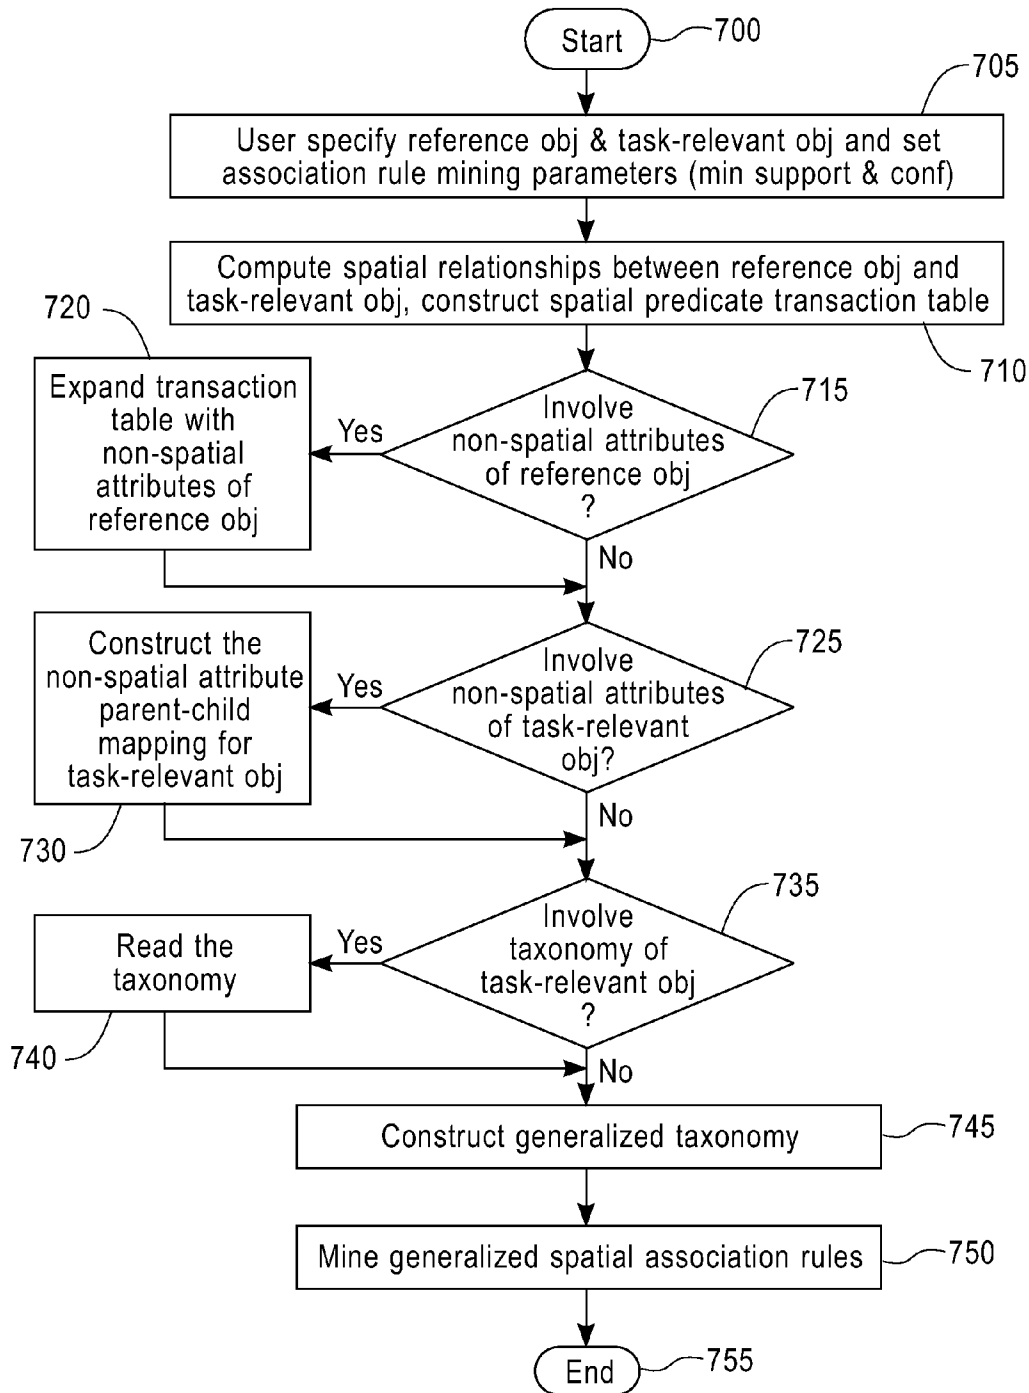 Start
700
705
User specify reference obj & task-relevant obj and set
association rule mining parameters (min support & conf)
Compute spatial relationships between reference obj and
task-relevant obj, construct spatial predicate transaction table
710
720
Expand transaction
table with
non-spatial
attributes of
reference obj
Yes
Involve
non-spatial attributes
of reference obj
?
715
No
Construct the
non-spatial attribute
parent-child
mapping for
task-relevant obj
730
Yes
Involve
non-spatial attributes
of task-relevant
obj?
725
No
Read the
taxonomy
740
Yes
Involve
taxonomy of
task-relevant obj
?
735
No
Construct generalized taxonomy
745
Mine generalized spatial association rules
750
End
755